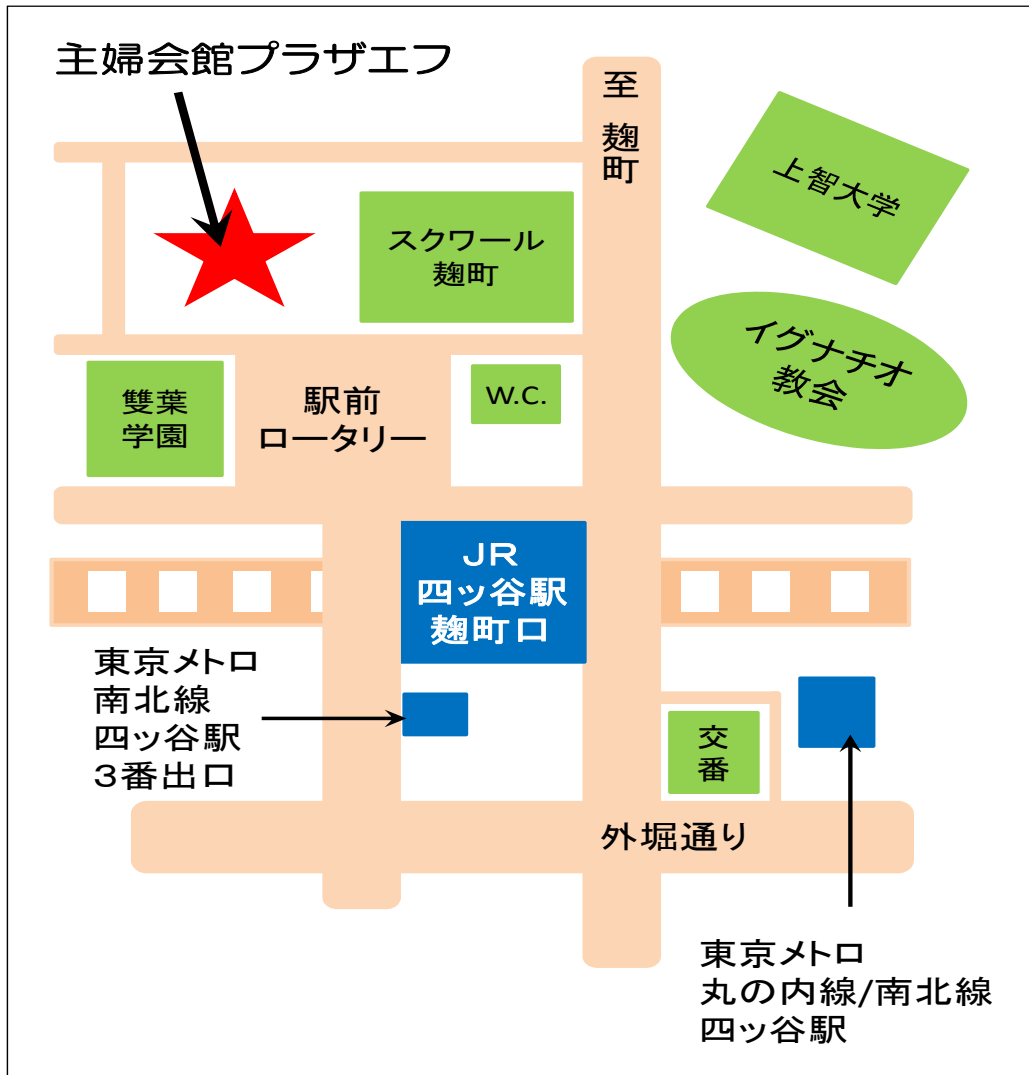 主婦会館プラザエフ
至
麹
町
上智大学
スクワール
麹町
イグナチオ
教会
雙葉
学園
駅前
ロータリー
W.C.
JR
四ッ谷駅
麹町口
東京メトロ
南北線
四ッ谷駅
3番出口
交
番
外堀通り
東京メトロ
丸の内線/南北線
四ッ谷駅